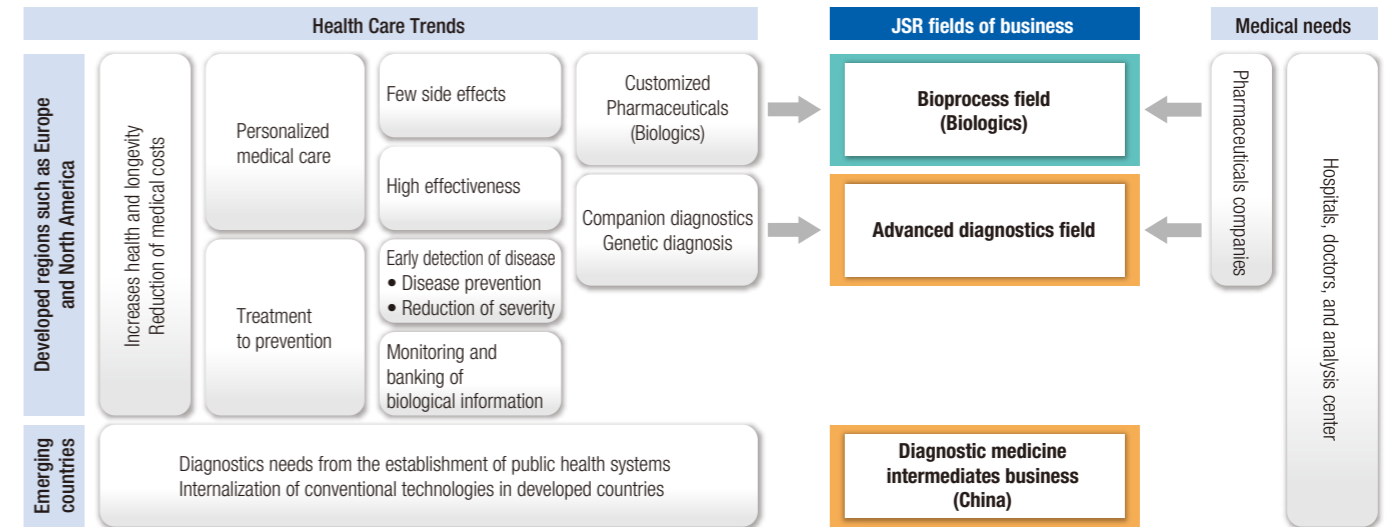 Health Care Trends
JSR fields of business
Medical needs
Developed regions such as Europe
and North America
Increases health and longevity
Reduction of medical costs
Personalized
medical care
Treatment
to prevention
Few side effects
High effectiveness
Early detection of disease
• Disease prevention
• Reduction of severity
Monitoring and
banking of
biological information
Customized
Pharmaceuticals
(Biologics)
Companion diagnostics
Genetic diagnosis
Bioprocess field
(Biologics)
Advanced diagnostics field
Pharmaceuticals companies
Hospitals, doctors, and analysis center
Emerging
countries
Diagnostics needs from the establishment of public health systems
Internalization of conventional technologies in developed countries
Diagnostic medicine
intermediates business
(China)